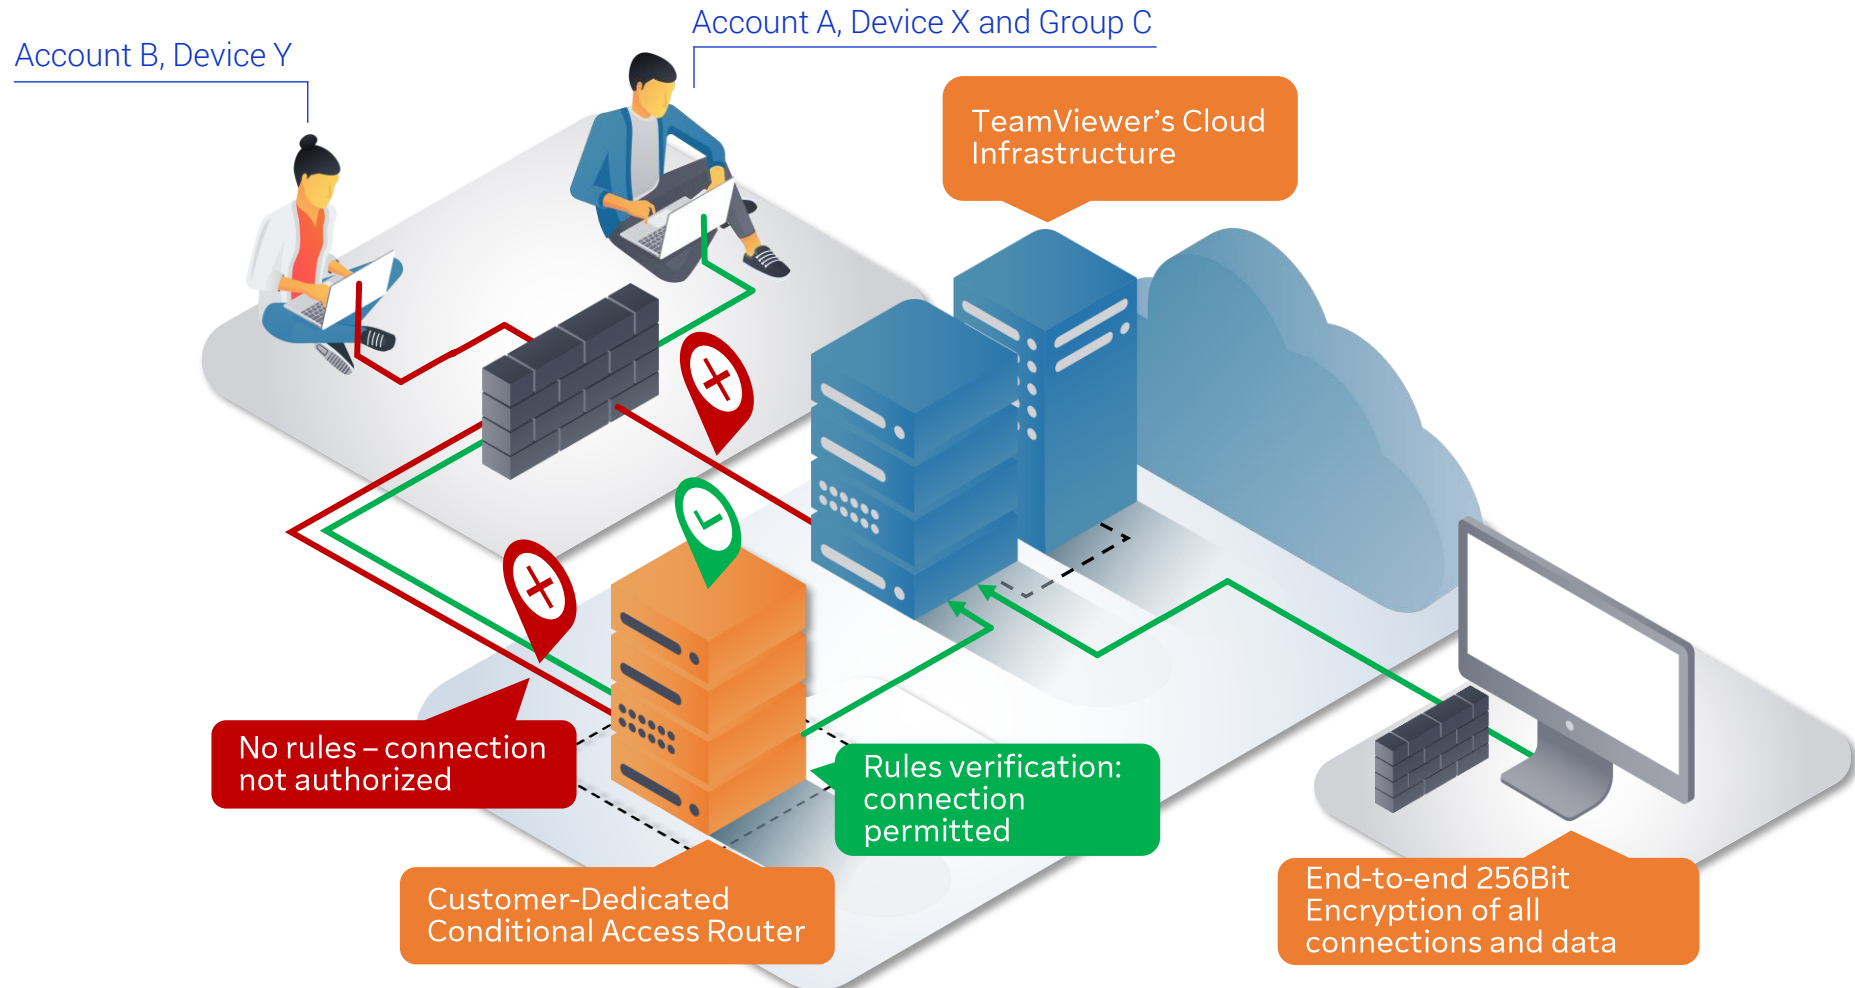 Account A, Device X and Group C
Account B, Device Y
TeamViewer’s Cloud
Infrastructure
No rules – connection
not authorized
Rules verification:
connection
permitted
Customer-Dedicated
Conditional Access Router
End-to-end 256Bit
Encryption of all
connections and data